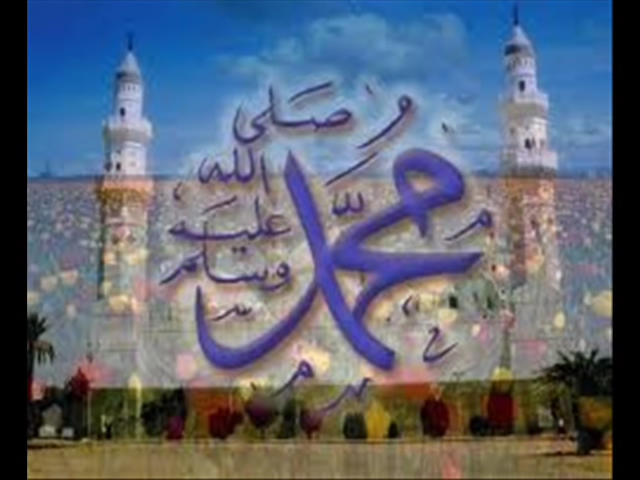 محمد
صلى
الله
عليه
وسلم